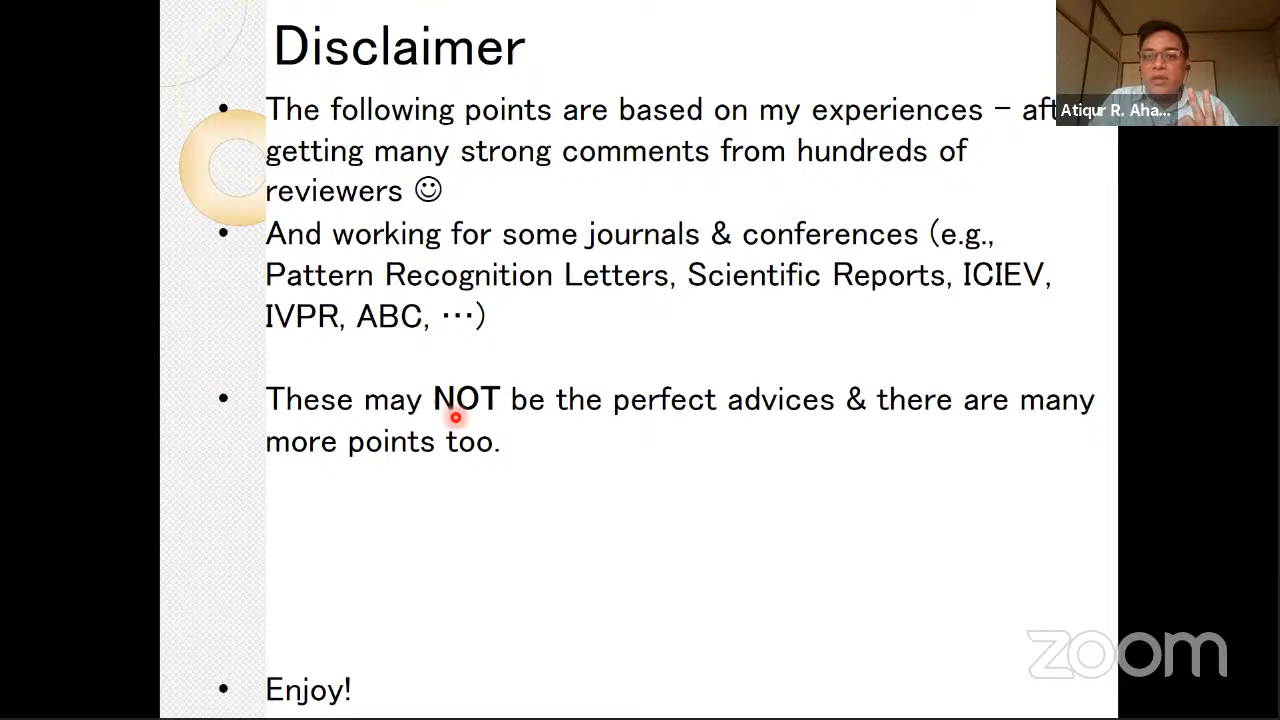 Disclaimer
• The following points are based on my experiences –
getting many strong comments from hundreds of
reviewers ☺
• And working for some journals & conferences (e.g.,
Pattern Recognition Letters, Scientific Reports, ICIEV,
IVPR, ABC, ⋯)
• These may NOT be the perfect advices & there are many
more points too.
• Enjoy!
Atiqur R. Aha...
zoom